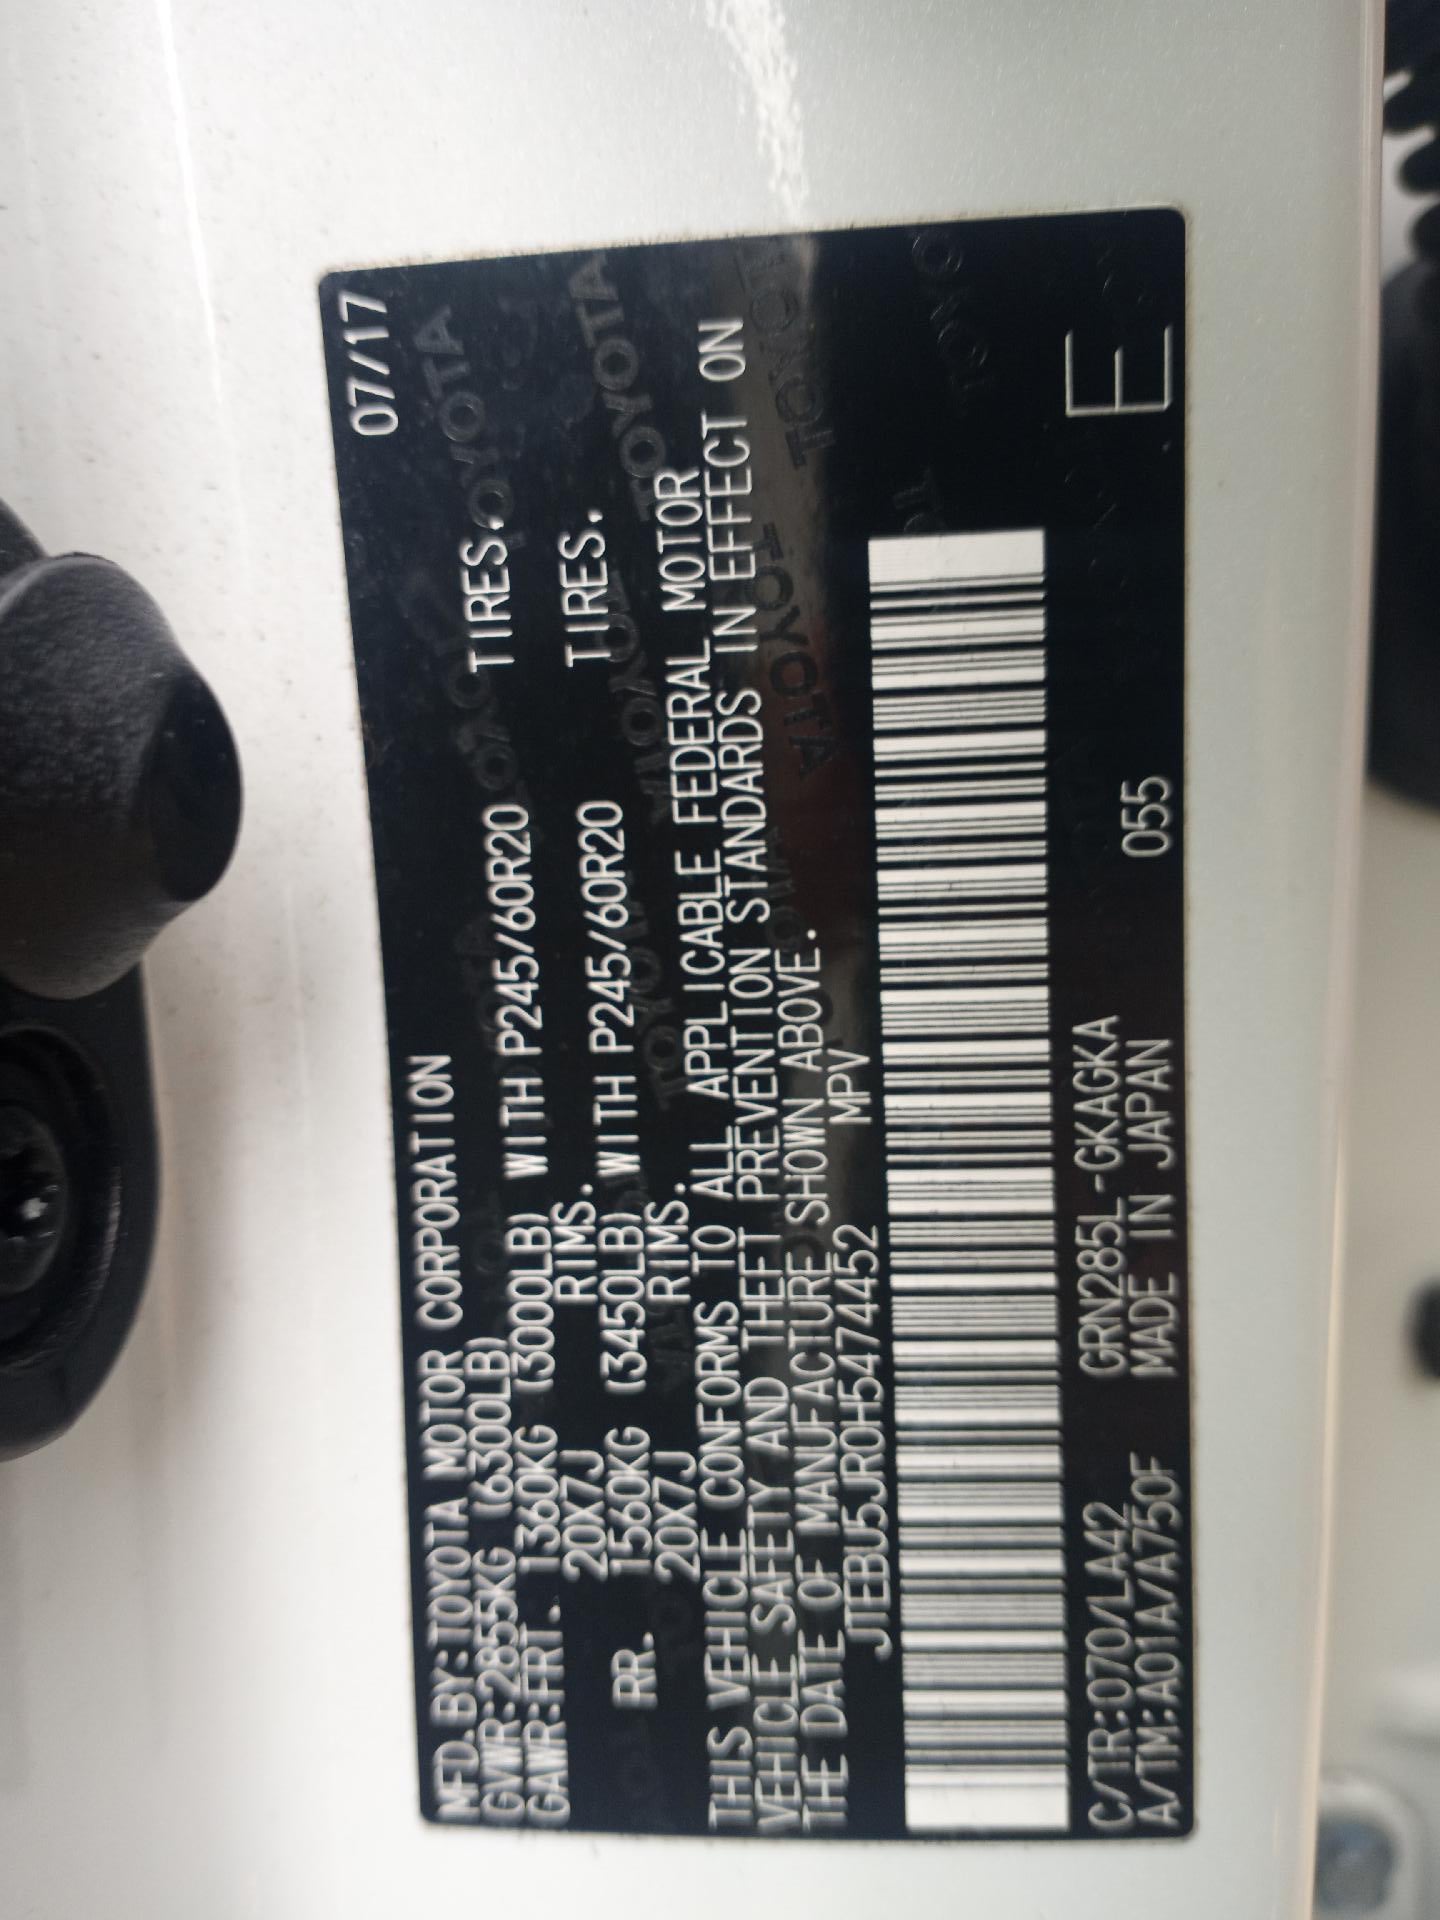 07/17
MFD.BY:TOYOTA MOTOR CORPORATION
GVWR:2855KG (6300LB)
GAWR:FRT. 1360KG (3000LB) WITH P245/60R20 TIRES.
20X7J RIMS.
RR. 1560KG (3450LB) WITH P245/60R20 TIRES.
20X7J RIMS.
THIS VEHICLE CONFORMS TO ALL APPLICABLE FEDERAL MOTOR
VEHICLE SAFETY AND THEFT PREVENTION STANDARDS IN EFFECT ON
THE DATE OF MANUFACTURE SHOWN ABOVE.
JTEBU5JR0H5474452 MPV
C/TR:070/LA42 GRN285L-GKAGKA 055
A/TM:A01A/A750F MADE IN JAPAN
E